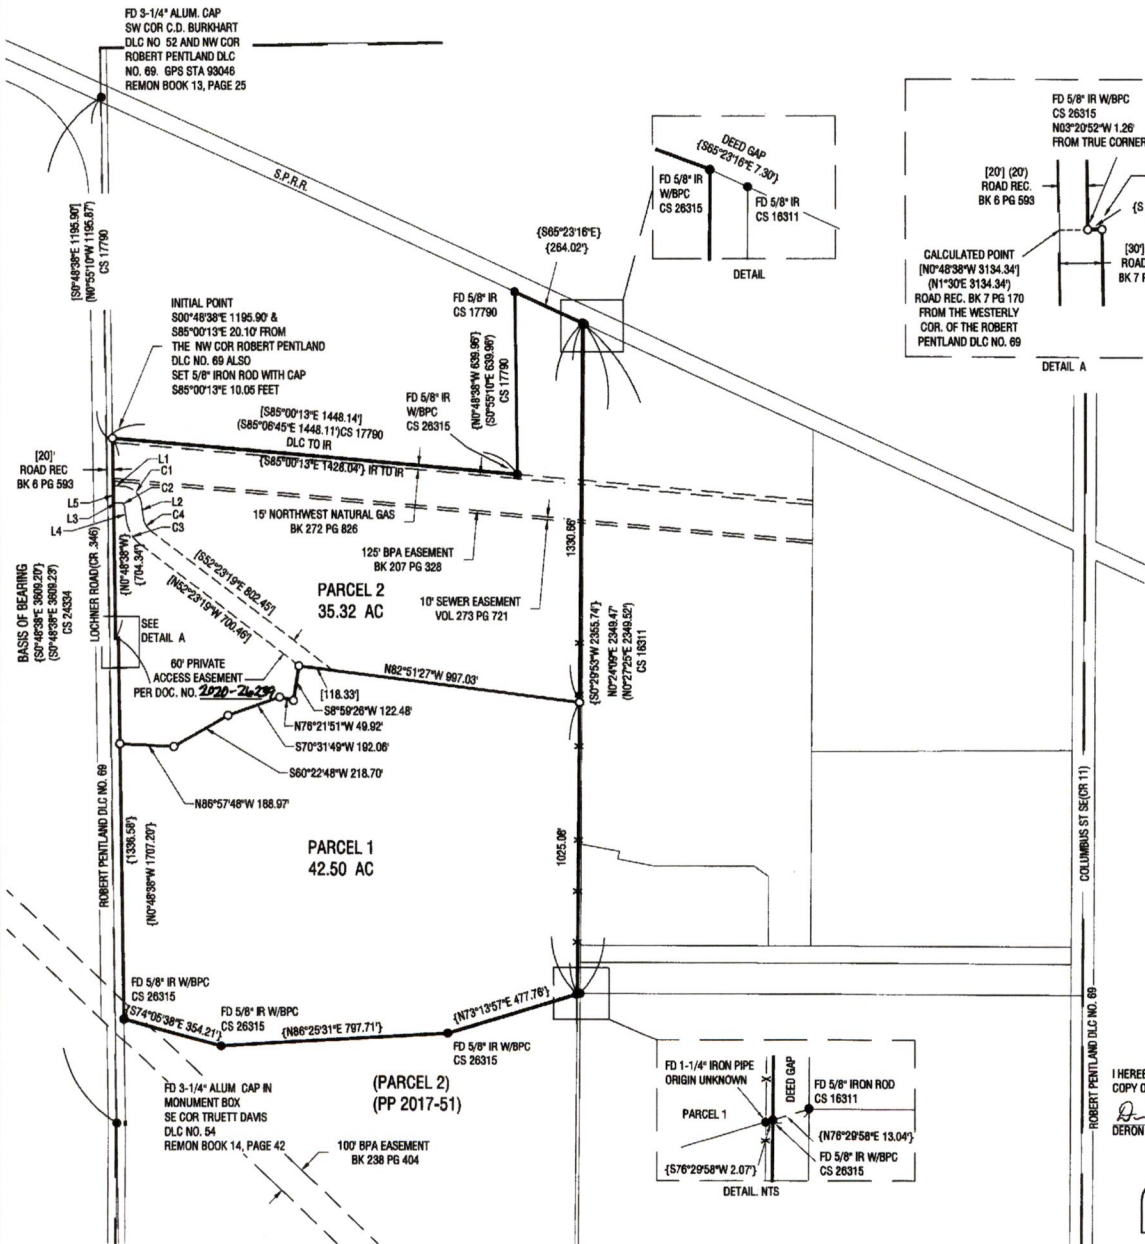 FD 3-1/4" ALUM. CAP
SW COR C.D. BURKHART
DLC NO 52 AND NW COR
ROBERT PENTLAND DLC
NO. 69. GPS STA 93046
REMON BOOK 13, PAGE 25
S.P.R.R.
[S0°48'38"E 1195.90']
(N0°55'10"W 1195.87')
CS 17790
INITIAL POINT
S00°48'38"E 1195.90' &
S85°00'13"E 20.10' FROM
THE NW COR ROBERT PENTLAND
DLC NO. 69 ALSO
SET 5/8" IRON ROD WITH CAP
S85°00'13"E 10.05 FEET
{S65°23'16"E}
{264.02'}
FD 5/8" IR
CS 17790
DEED GAP
{S65°23'16"E 7.30'}
FD 5/8" IR
W/BPC
CS 26315
FD 5/8" IR
CS 16311
DETAIL
FD 5/8" IR W/BPC
CS 26315
N03°20'52"W 1.26'
FROM TRUE CORNER
[20'] (20')
ROAD REC.
BK 6 PG 593
{S
[30']
ROAD
BK 7 P
CALCULATED POINT
[N0°48'38"W 3134.34']
(N1°30'E 3134.34')
ROAD REC. BK 7 PG 170
FROM THE WESTERLY
COR. OF THE ROBERT
PENTLAND DLC NO. 69
DETAIL A
{N0°48'38"W 639.96'}
(S0°55'10"E 639.96')
CS 17790
FD 5/8" IR
W/BPC
CS 26315
[S85°00'13"E 1448.14']
(S85°06'45"E 1448.11')CS 17790
DLC TO IR
{S85°00'13"E 1428.04'} IR TO IR
[20]'
ROAD REC
BK 6 PG 593
L1
C1
C2
L5
L2
L3
C4
L4
C3
15' NORTHWEST NATURAL GAS
BK 272 PG 826
125' BPA EASEMENT
BK 207 PG 328
10' SEWER EASEMENT
VOL 273 PG 721
1330.66'
{N0°48'38"W}
{704.34'}
[S52°23'19"E 802.45']
[N52°23'19"W 700.46']
PARCEL 2
35.32 AC
BASIS OF BEARING
{S0°48'38"E 3609.20'}
(S0°48'38"E 3609.23')
CS 24334
LOCHNER ROAD(CR .346)
SEE
DETAIL A
{S0°29'53"W 2355.74'}
N0°24'09"E 2349.47'
(N0°27'25"E 2349.52')
CS 16311
60' PRIVATE
ACCESS EASEMENT
PER DOC. NO. 2020-26239
N82°51'27"W 997.03'
[118.33']
S8°59'26"W 122.48'
N76°21'51"W 49.92'
S70°31'49"W 192.06'
S60°22'48"W 218.70'
N86°57'48"W 188.97'
ROBERT PENTLAND DLC NO. 69
COLUMBUS ST SE(CR 11)
{1336.58'}
{N0°48'38"W 1707.20'}
PARCEL 1
42.50 AC
1025.08'
FD 5/8" IR W/BPC
CS 26315
{S74°05'38"E 354.21'}
FD 5/8" IR W/BPC
CS 26315
{N86°25'31"E 797.71'}
{N73°13'57"E 477.76'}
FD 5/8" IR W/BPC
CS 26315
(PARCEL 2)
(PP 2017-51)
FD 3-1/4" ALUM CAP IN
MONUMENT BOX
SE COR TRUETT DAVIS
DLC NO. 54
REMON BOOK 14, PAGE 42
100' BPA EASEMENT
BK 238 PG 404
FD 1-1/4" IRON PIPE
ORIGIN UNKNOWN
DEED GAP
FD 5/8" IRON ROD
CS 16311
PARCEL 1
{N76°29'58"E 13.04'}
FD 5/8" IR W/BPC
CS 26315
{S76°29'58"W 2.07'}
DETAIL. NTS
ROBERT PENTLAND DLC NO. 69
I HEREB
COPY O
DERON